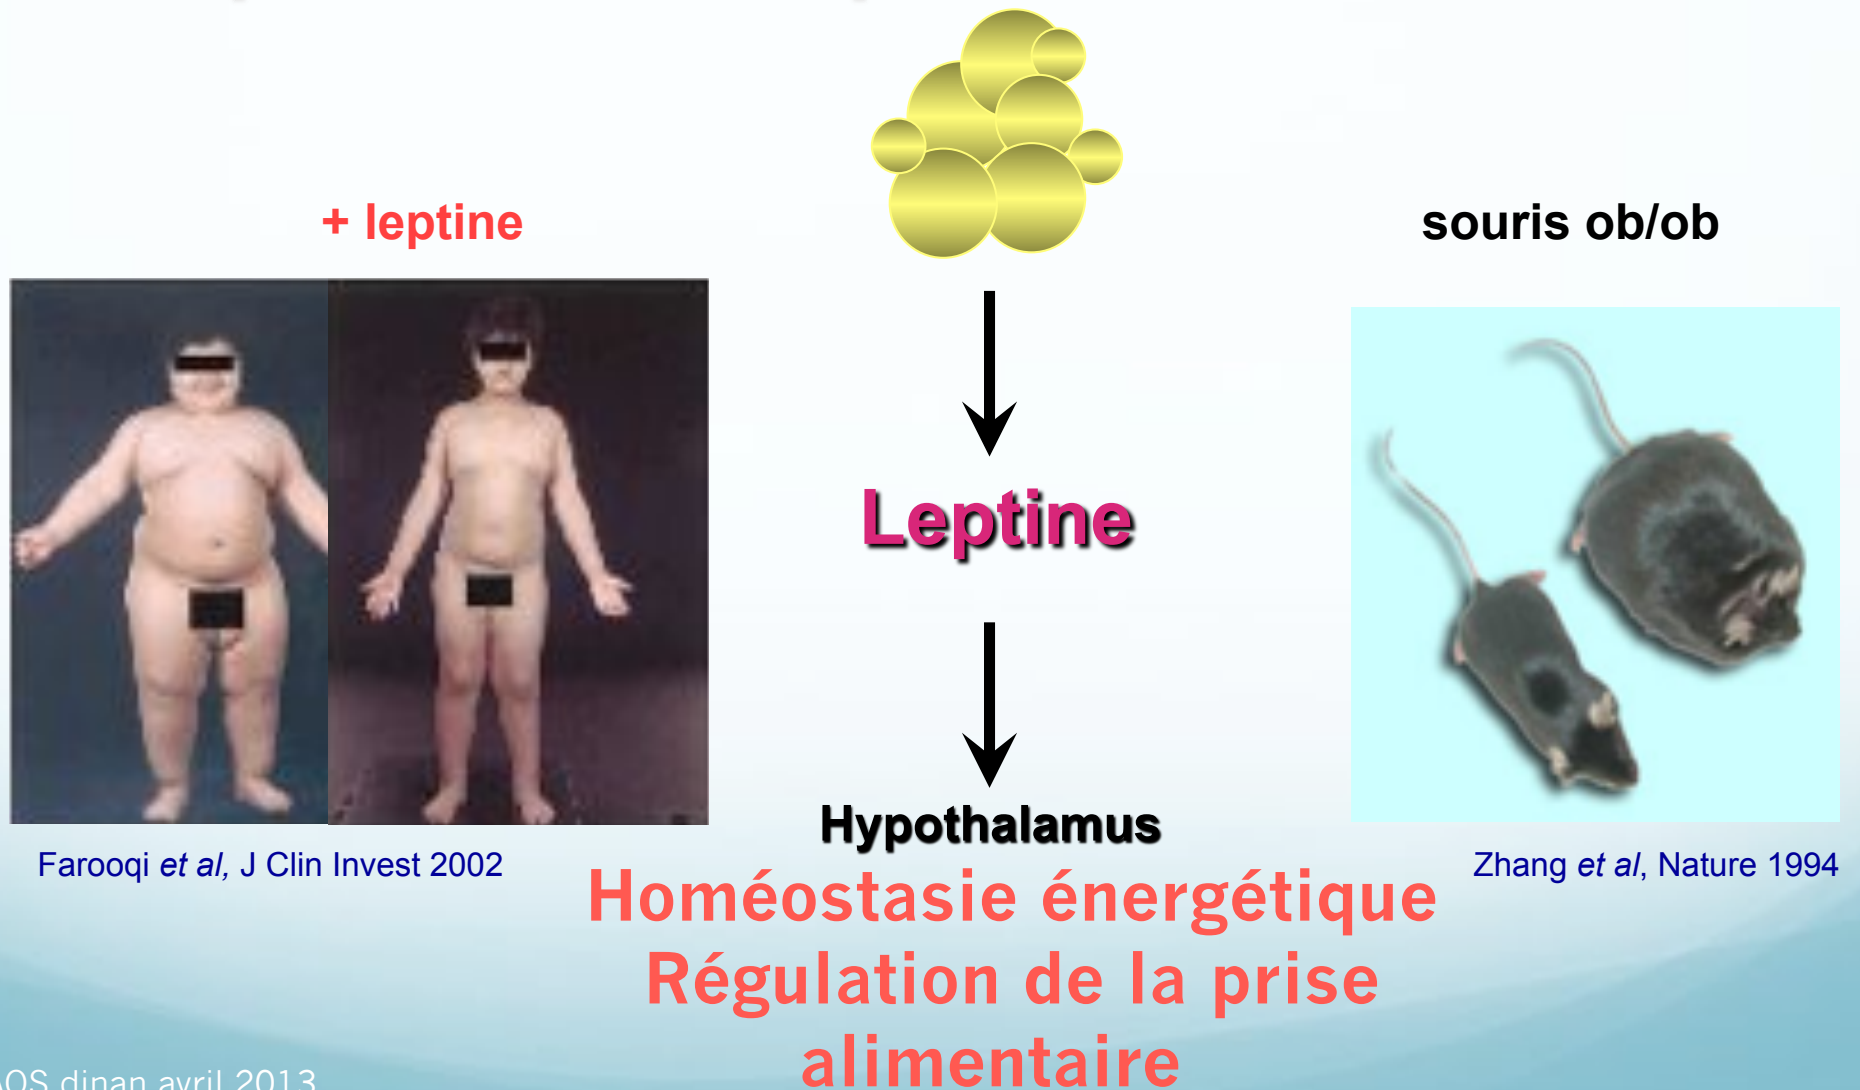 + leptine
souris ob/ob
Leptine
Hypothalamus
Farooqi et al, J Clin Invest 2002
Zhang et al, Nature 1994
Homéostasie énergétique
Régulation de la prise
alimentaire
dinan avril 2013